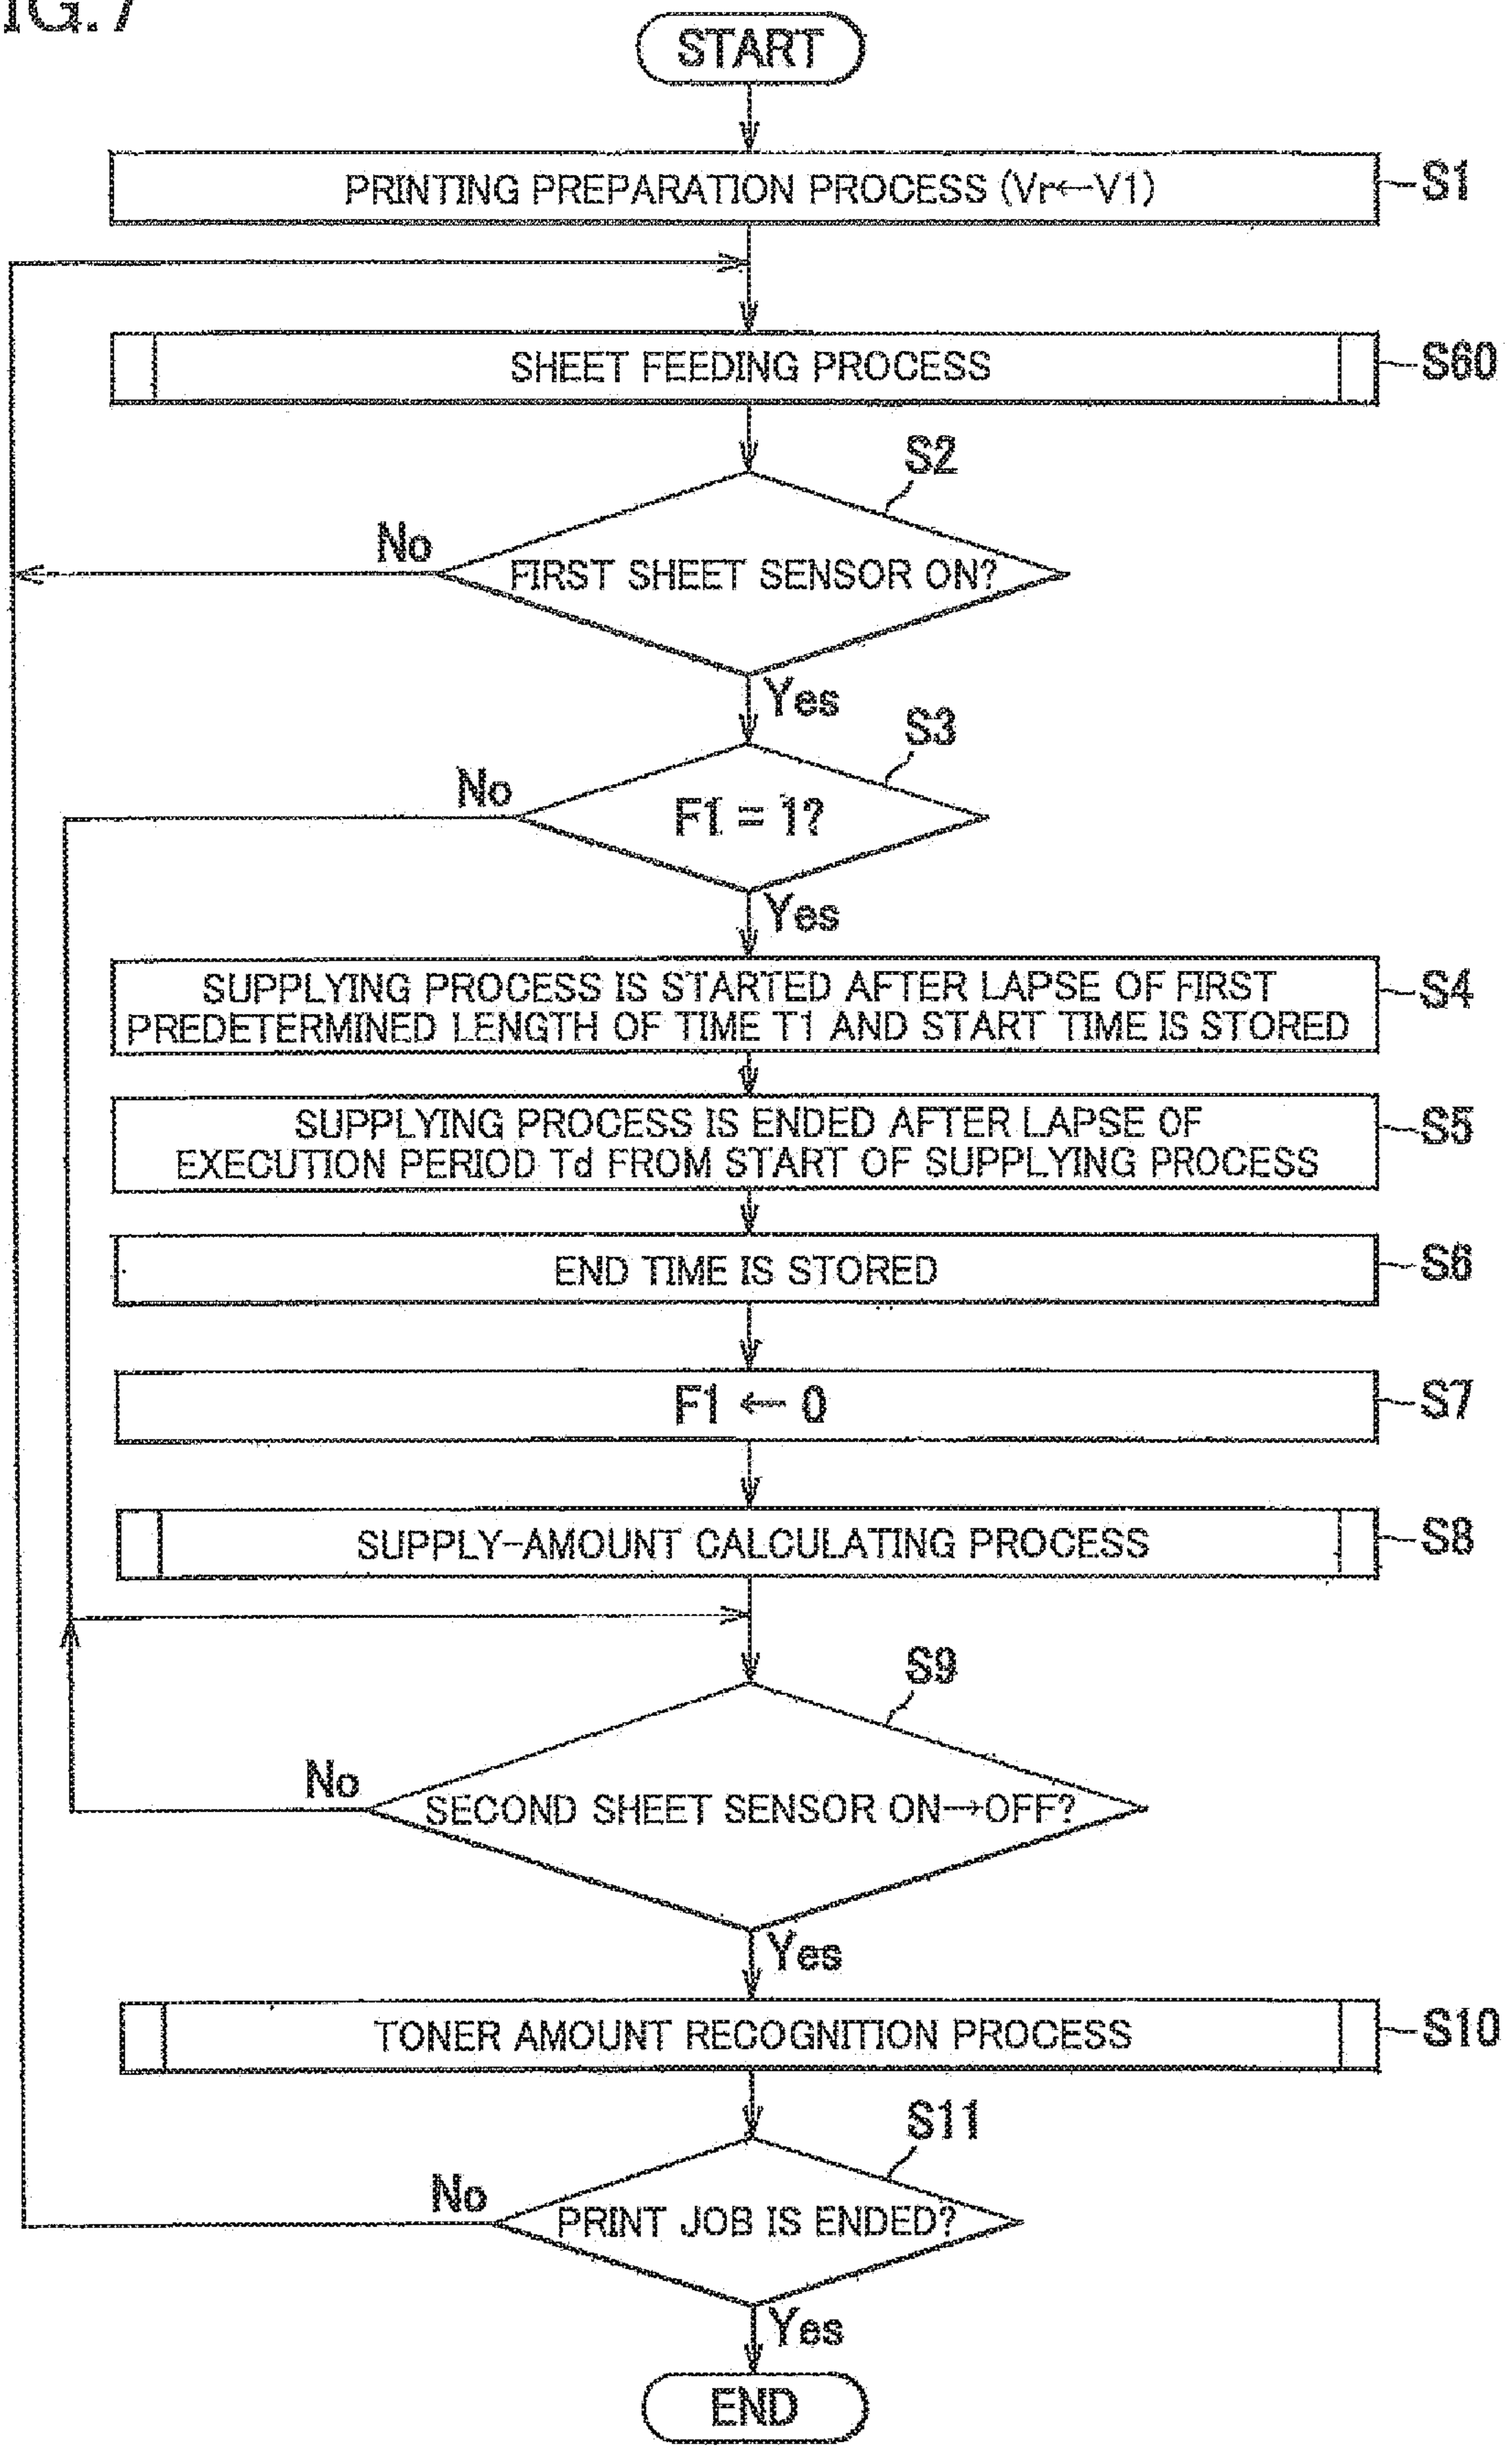 FIG. 7
START
PRINTING PREPARATION PROCESS (Vr←V1)
S1
SHEET FEEDING PROCESS
S60
S2
No
FIRST SHEET SENSOR ON?
Yes
S3
No
F1 = 1?
Yes
SUPPLYING PROCESS IS STARTED AFTER LAPSE OF FIRST
PREDETERMINED LENGTH OF TIME T1 AND START TIME IS STORED
S4
SUPPLYING PROCESS IS ENDED AFTER LAPSE OF
EXECUTION PERIOD Td FROM START OF SUPPLYING PROCESS
S5
END TIME IS STORED
S6
F1 ← 0
S7
SUPPLY-AMOUNT CALCULATING PROCESS
S8
S9
No
SECOND SHEET SENSOR ON→OFF?
Yes
TONER AMOUNT RECOGNITION PROCESS
S10
S11
No
PRINT JOB IS ENDED?
Yes
END